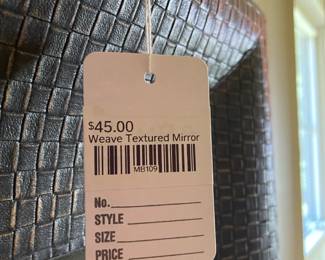 $45.00
Weave Textured Mirror
MB109
No.
STYLE
SIZE
PRICE